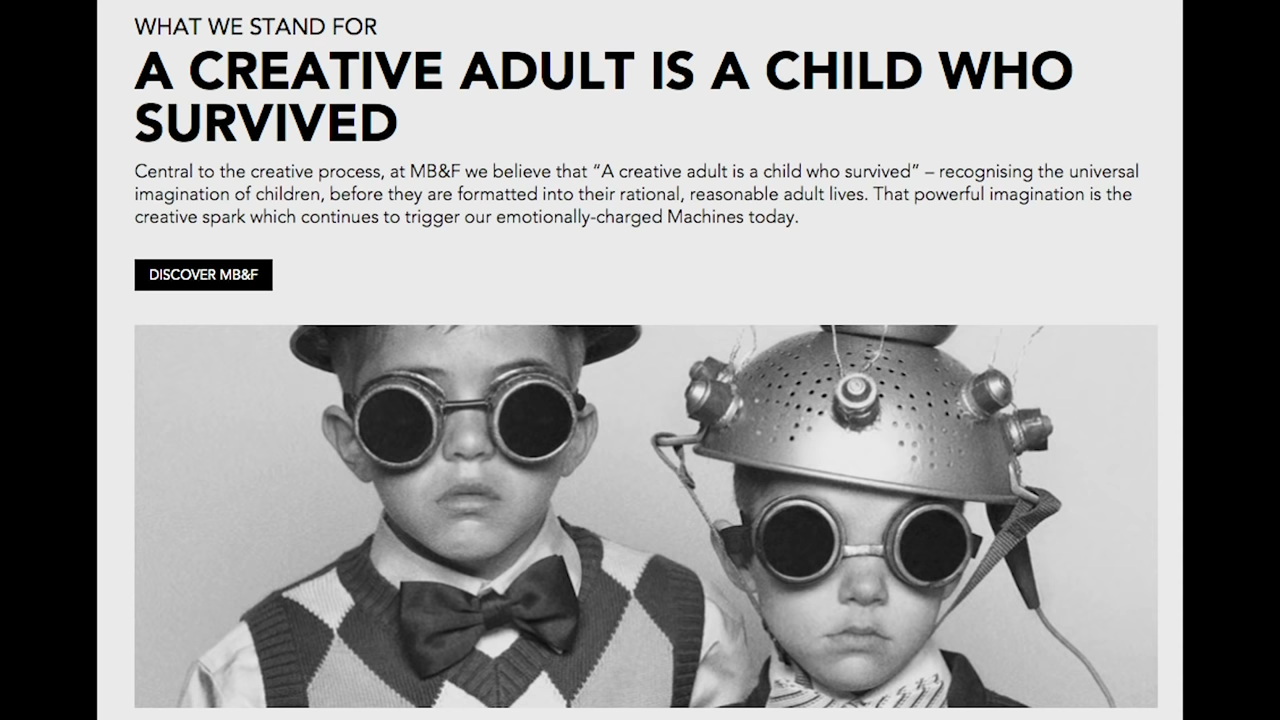 WHAT WE STAND FOR
A CREATIVE ADULT IS A CHILD WHO
SURVIVED
Central to the creative process, at MB&F we believe that “A creative adult is a child who survived” – recognising the universal
imagination of children, before they are formatted into their rational, reasonable adult lives. That powerful imagination is the
creative spark which continues to trigger our emotionally-charged Machines today.
DISCOVER MB&F